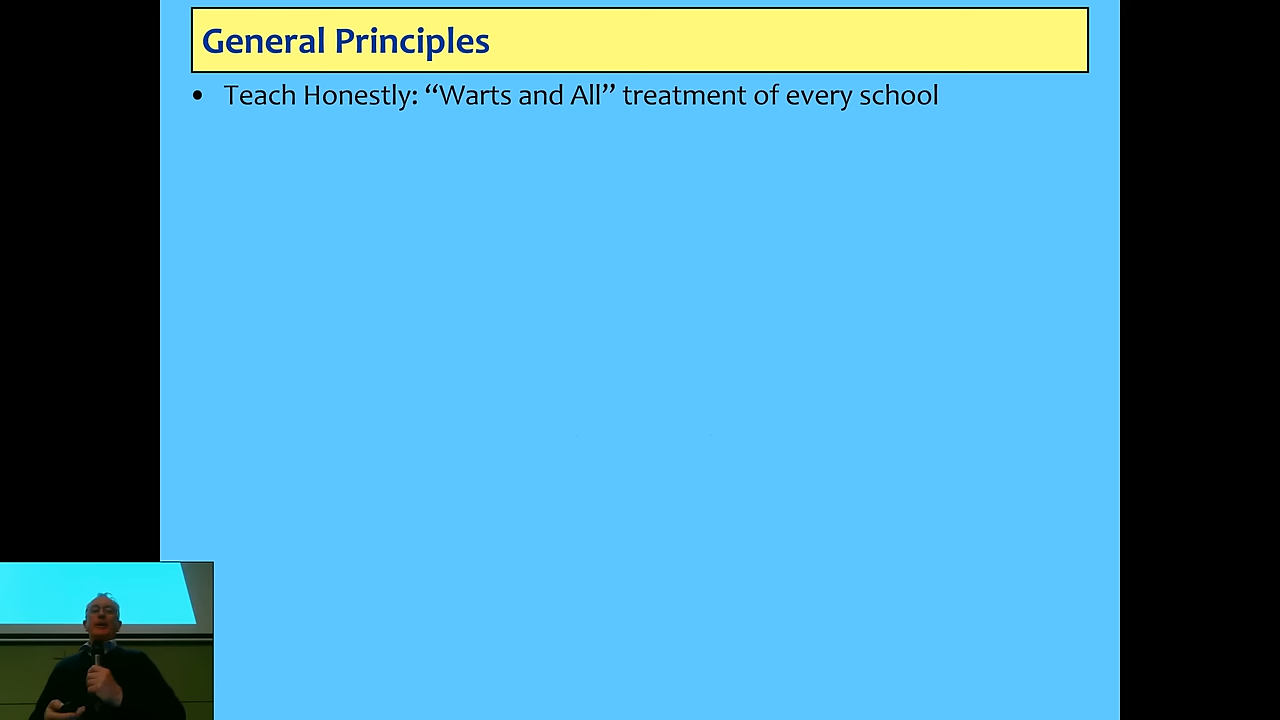 General Principles
• Teach Honestly: “Warts and All” treatment of every school